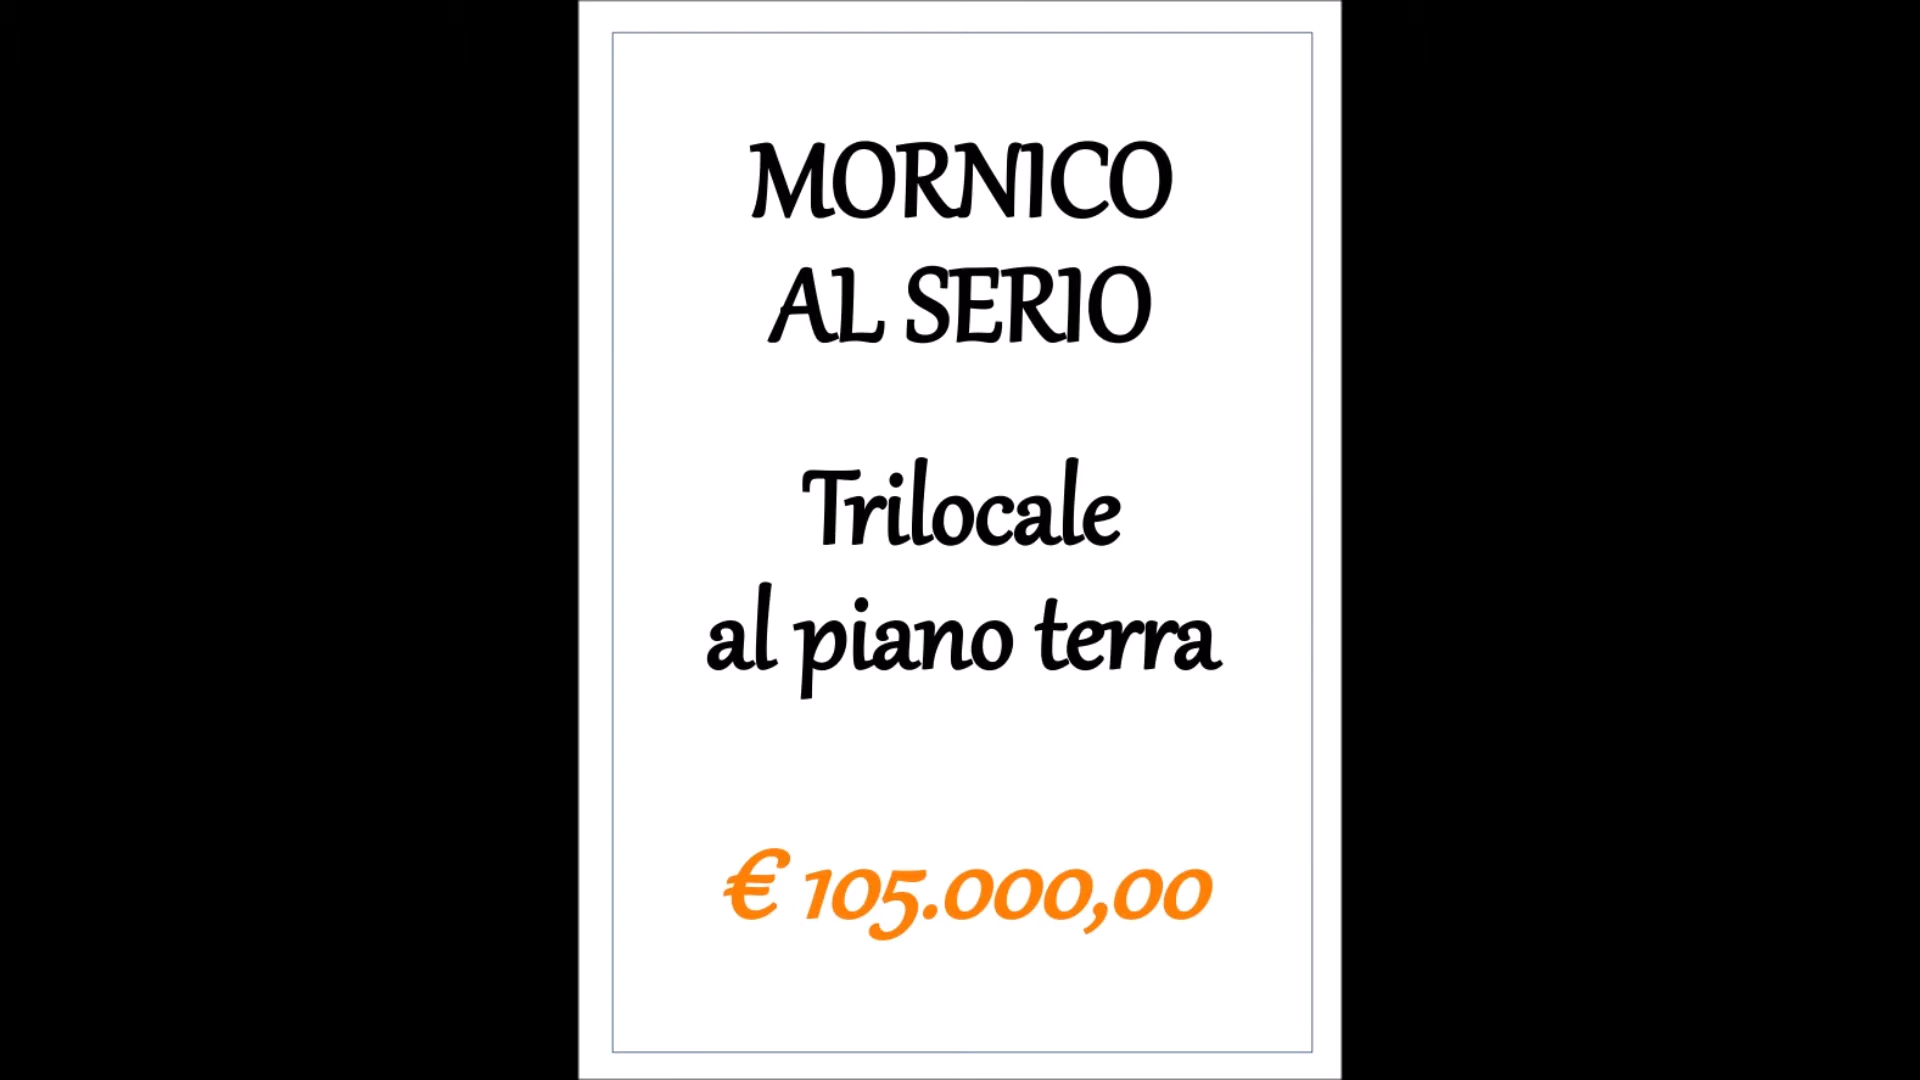 MORNICO
AL SERIO
Trilocale
al piano terra
€ 105.000,00